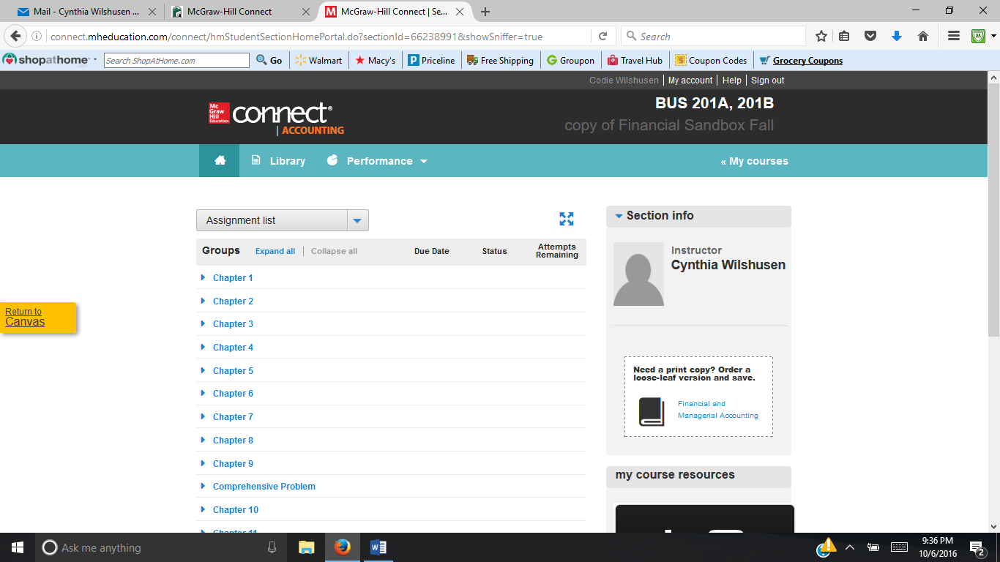 Mail - Cynthia Wilshusen ...
McGraw-Hill Connect
McGraw-Hill Connect | Se...
connect.mheducation.com/connect/hmStudentSectionHomePortal.do?sectionId=66238991&showSniffer=true
Search
shopathome
Search ShopAtHome.com
Go
Walmart
Macy's
Priceline
Free Shipping
Groupon
Travel Hub
Coupon Codes
Grocery Coupons
Codie Wilshusen
My account
Help
Sign out
Mc Graw Hill Education
connect®
ACCOUNTING
BUS 201A, 201B
copy of Financial Sandbox Fall
Library
Performance
« My courses
Assignment list
Groups
Expand all
Collapse all
Due Date
Status
Attempts
Remaining
Chapter 1
Chapter 2
Chapter 3
Chapter 4
Chapter 5
Chapter 6
Chapter 7
Chapter 8
Chapter 9
Comprehensive Problem
Chapter 10
Chapter 11
Return to
Canvas
Section info
Instructor
Cynthia Wilshusen
Need a print copy? Order a
loose-leaf version and save.
Financial and
Managerial Accounting
my course resources
Ask me anything
9:36 PM
10/6/2016
2